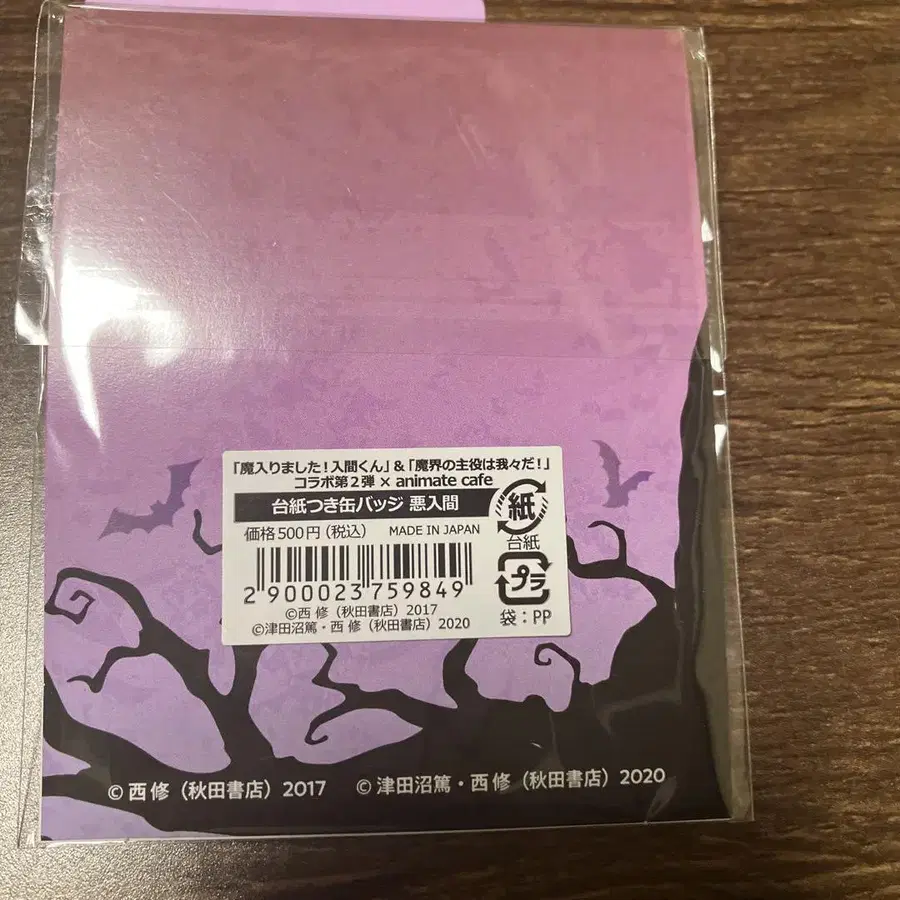 「魔入りました！入間くん」&「魔界の主役は我々だ！」
コラボ第2弾 × animate cafe
台紙つき缶バッジ 悪入間
価格500円（税込） MADE IN JAPAN
2 900023 759849
©西 修（秋田書店）2017
©津田沼篤・西 修（秋田書店）2020
紙
台紙
プラ
袋：PP
©西 修（秋田書店）2017 ©津田沼篤・西 修（秋田書店）2020